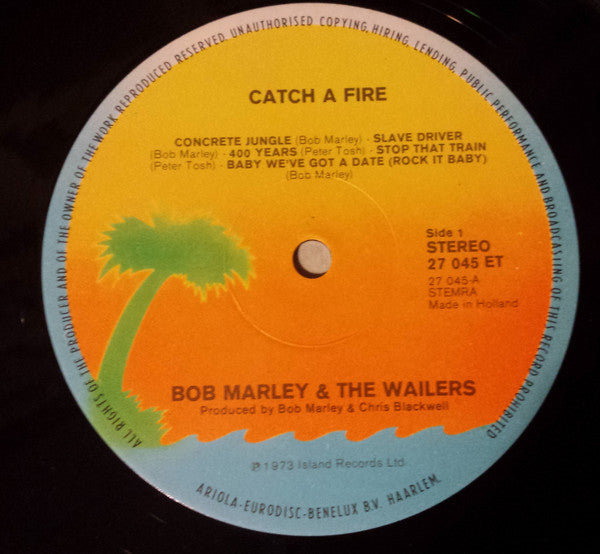 ALL RIGHTS OF THE PRODUCER AND OF THE OWNER OF THE WORK REPRODUCED RESERVED. UNAUTHORISED COPYING, HIRING, LENDING, PUBLIC PERFORMANCE AND BROADCASTING OF THIS RECORD PROHIBITED
CATCH A FIRE
CONCRETE JUNGLE (Bob Marley) · SLAVE DRIVER
(Bob Marley) · 400 YEARS (Peter Tosh) · STOP THAT TRAIN
(Peter Tosh) · BABY WE'VE GOT A DATE (ROCK IT BABY)
(Bob Marley)
Side 1
STEREO
27 045 ET
27 045-A
STEMRA
Made in Holland
BOB MARLEY & THE WAILERS
Produced by Bob Marley & Chris Blackwell
℗ 1973 Island Records Ltd.
ARIOLA-EURODISC-BENELUX B.V. HAARLEM.